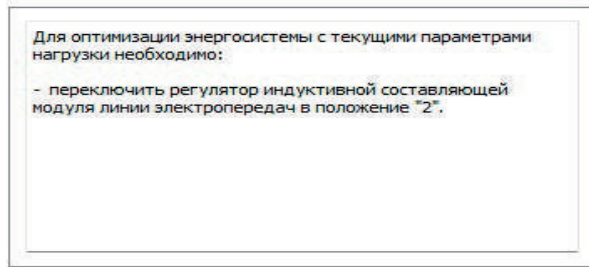 Для оптимизации энергосистемы с текущими параметрами
нагрузки необходимо:
- переключить регулятор индуктивной составляющей
модуля линии электропередач в положение "2".